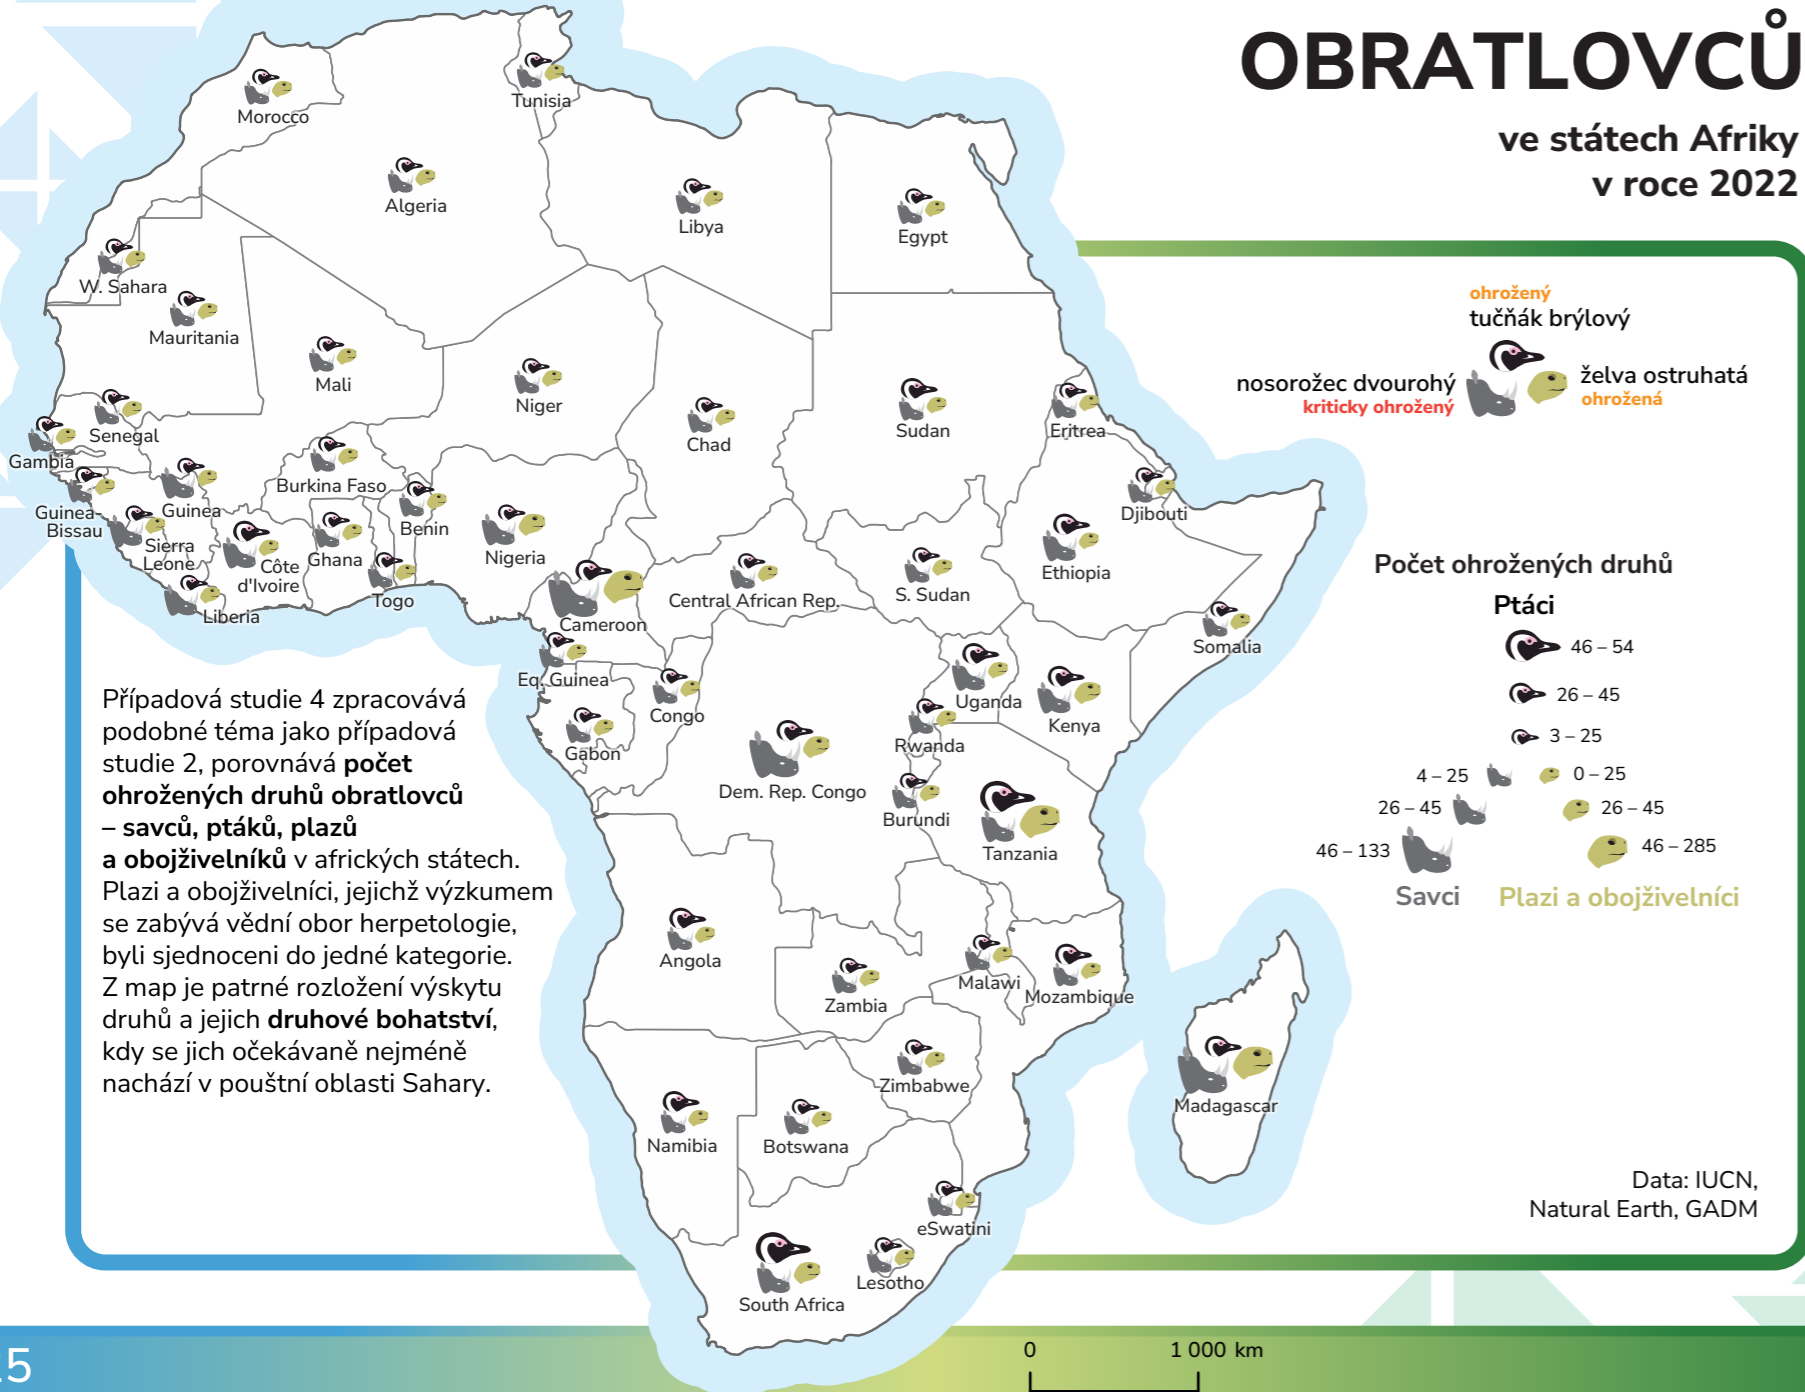 OBRATLOVCŮ
ve státech Afriky
v roce 2022
Tunisia
Morocco
Algeria
Libya
Egypt
W. Sahara
Mauritania
Mali
Niger
Chad
Sudan
Eritrea
Senegal
Gambia
Burkina Faso
Guinea
Guinea-
Bissau
Benin
Djibouti
Sierra
Leone
Côte
d'Ivoire
Ghana
Nigeria
Togo
Liberia
Central African Rep.
S. Sudan
Ethiopia
Cameroon
Somalia
Eq. Guinea
Congo
Gabon
Uganda
Kenya
Rwanda
Dem. Rep. Congo
Burundi
Tanzania
Angola
Zambia
Malawi
Mozambique
Zimbabwe
Madagascar
Namibia
Botswana
eSwatini
Lesotho
South Africa
ohrožený
tučňák brýlový
nosorožec dvourohý
kriticky ohrožený
želva ostruhatá
ohrožená
Počet ohrožených druhů
Ptáci
46 – 54
26 – 45
3 – 25
4 – 25
0 – 25
26 – 45
26 – 45
46 – 133
46 – 285
Savci
Plazi a obojživelníci
Případová studie 4 zpracovává
podobné téma jako případová
studie 2, porovnává počet
ohrožených druhů obratlovců
– savců, ptáků, plazů
a obojživelníků v afrických státech.
Plazi a obojživelníci, jejichž výzkumem
se zabývá vědní obor herpetologie,
byli sjednoceni do jedné kategorie.
Z map je patrné rozložení výskytu
druhů a jejich druhové bohatství,
kdy se jich očekávaně nejméně
nachází v pouštní oblasti Sahary.
Data: IUCN,
Natural Earth, GADM
0
1 000 km